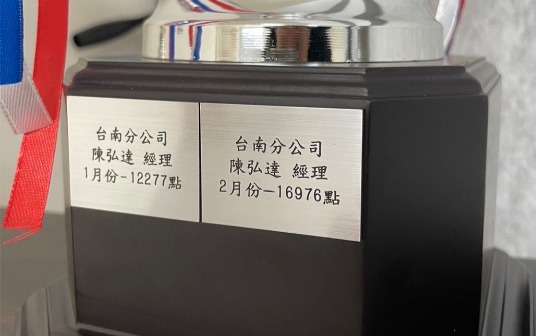 台南分公司
陳弘達 經理
1月份-12277點
台南分公司
陳弘達 經理
2月份-16976點